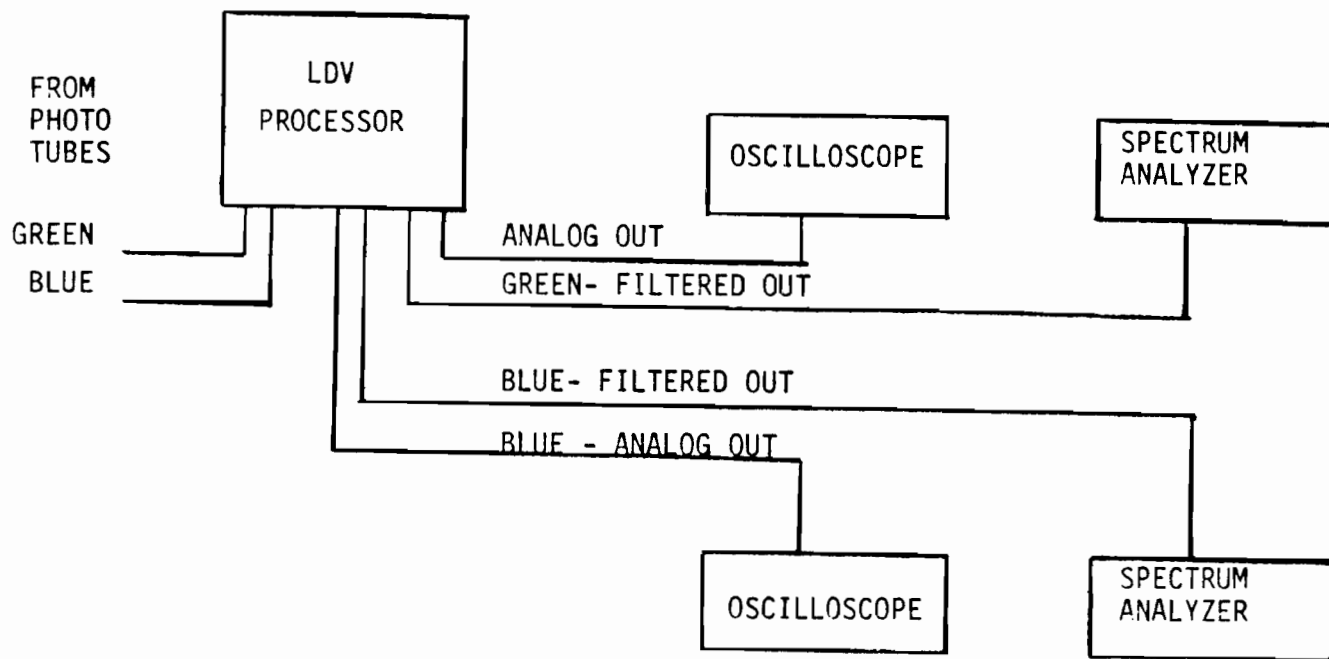 LDV
PROCESSOR
FROM
PHOTO
TUBES
GREEN
BLUE
OSCILLOSCOPE
SPECTRUM
ANALYZER
ANALOG OUT
GREEN- FILTERED OUT
BLUE- FILTERED OUT
BLUE - ANALOG OUT
OSCILLOSCOPE
SPECTRUM
ANALYZER